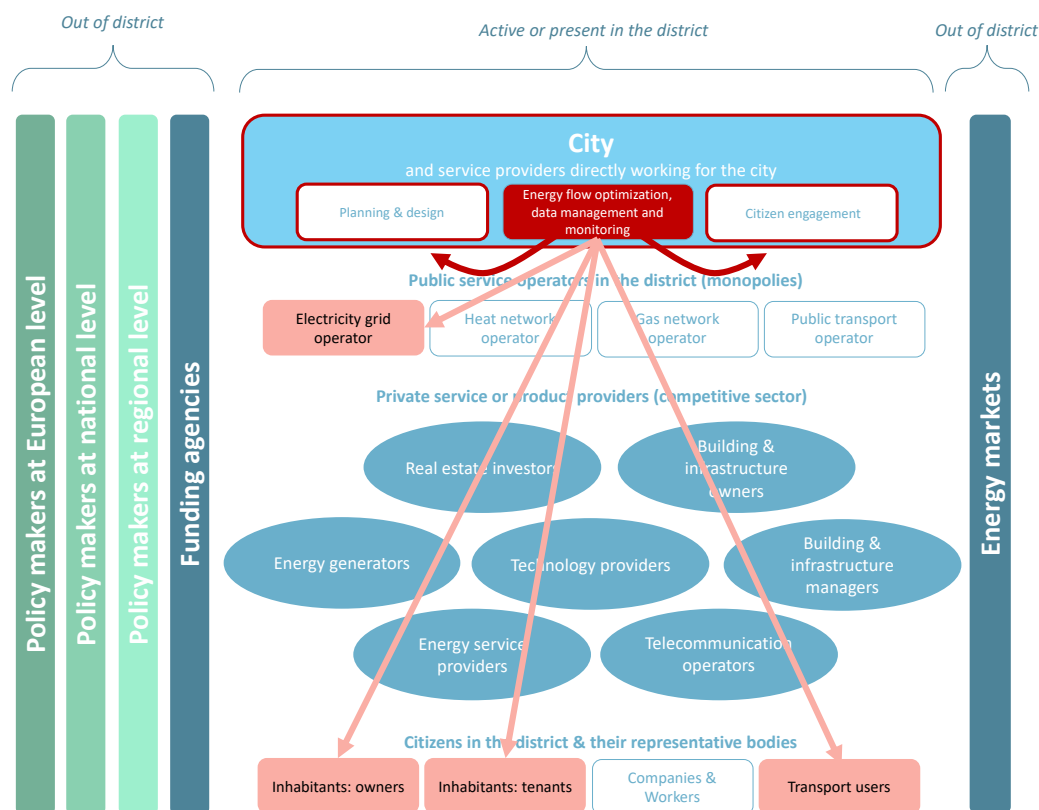 Out of district
Active or present in the district
Out of district
Policy makers at European level
Policy makers at national level
Policy makers at regional level
Funding agencies
City
and service providers directly working for the city
Planning & design
Energy flow optimization,
data management and
monitoring
Citizen engagement
Public service operators in the district (monopolies)
Electricity grid
operator
Heat network
operator
Gas network
operator
Public transport
operator
Private service or product providers (competitive sector)
Real estate investors
Building &
infrastructure
owners
Energy generators
Technology providers
Building &
infrastructure
managers
Energy service
providers
Telecommunication
operators
Citizens in the district & their representative bodies
Inhabitants: owners
Inhabitants: tenants
Companies &
Workers
Transport users
Energy markets